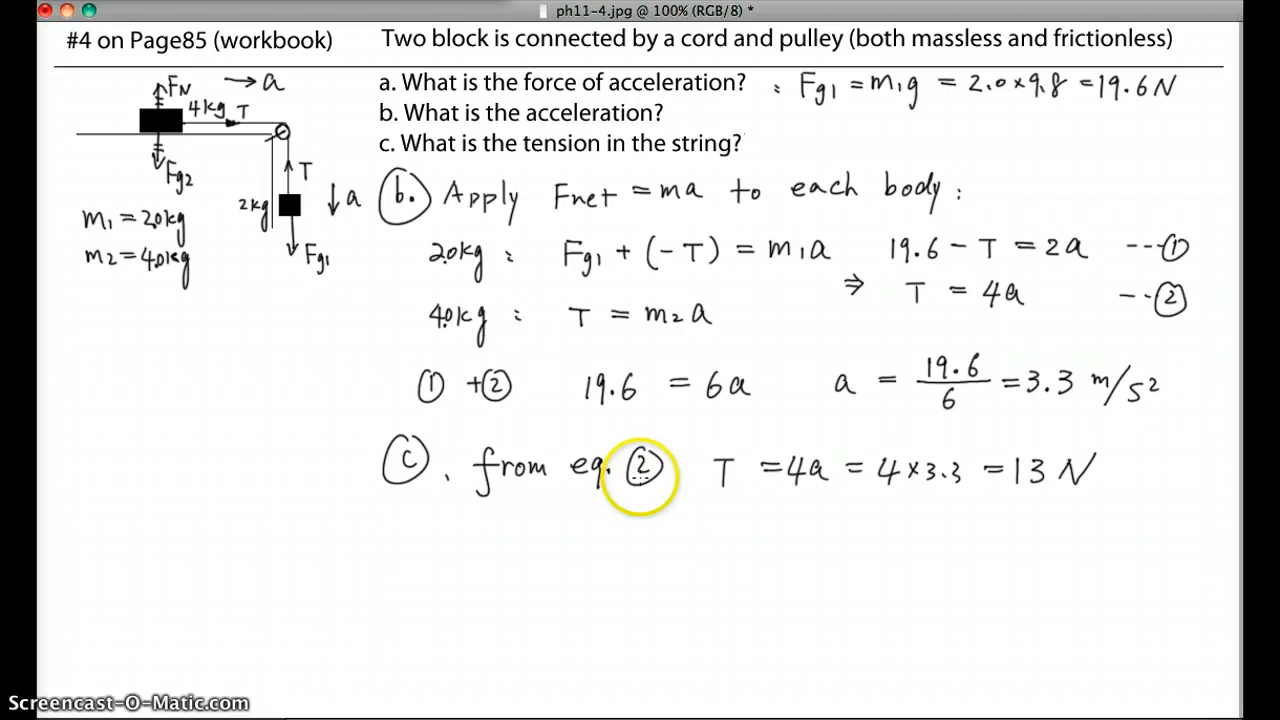 ph11-4.jpg @ 100% (RGB/8) *
#4 on Page85 (workbook) Two block is connected by a cord and pulley (both massless and frictionless)
a. What is the force of acceleration? : Fg1 = m1g = 2.0×9.8 = 19.6 N
b. What is the acceleration?
c. What is the tension in the string?
FN → a
4kg T
Fg2
T
2kg ↓ a
Fg1
m1 = 2.0kg
m2 = 4.0kg
b. Apply Fnet = ma to each body :
2.0kg : Fg1 + (-T) = m1a 19.6 - T = 2a --- ①
⇒ T = 4a -- ②
4.0kg : T = m2a
① + ② 19.6 = 6a a = 19.6/6 = 3.3 m/s²
c. from eq. ② T = 4a = 4×3.3 = 13 N
Screencast-O-Matic.com